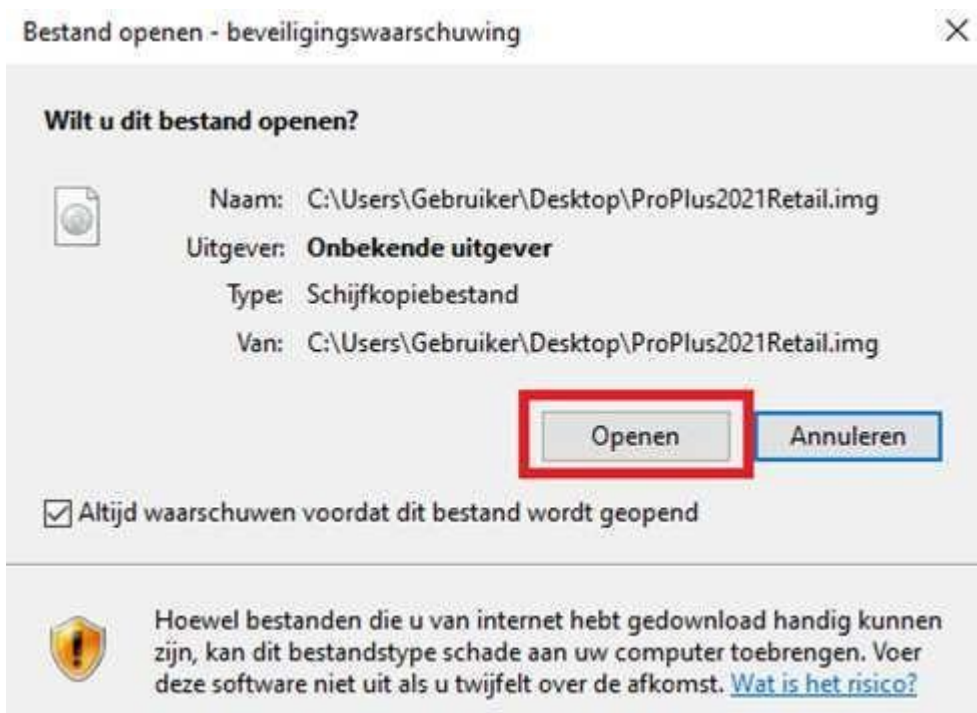 Bestand openen - beveiligingswaarschuwing
Wilt u dit bestand openen?
Naam: C:\Users\Gebruiker\Desktop\ProPlus2021Retail.img
Uitgever: Onbekende uitgever
Type: Schijfkopiebestand
Van: C:\Users\Gebruiker\Desktop\ProPlus2021Retail.img
Openen Annuleren
Altijd waarschuwen voordat dit bestand wordt geopend
Hoewel bestanden die u van internet hebt gedownload handig kunnen
zijn, kan dit bestandstype schade aan uw computer toebrengen. Voer
deze software niet uit als u twijfelt over de afkomst. Wat is het risico?